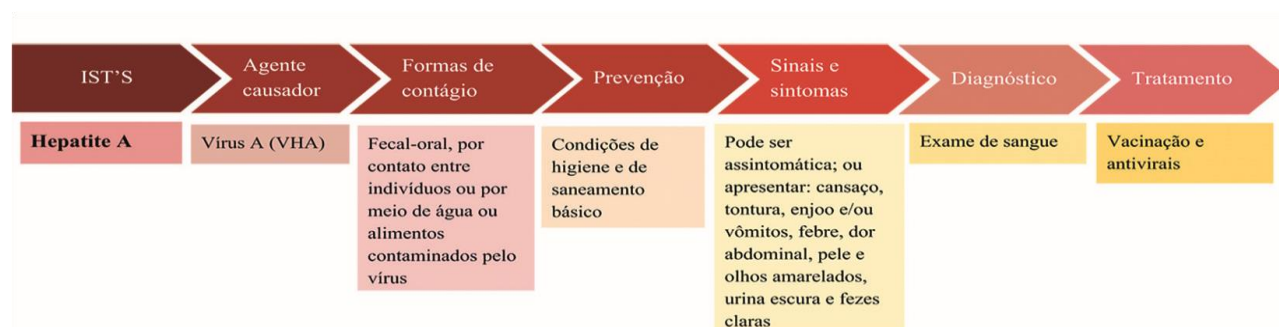 IST'S
Agente
causador
Formas de
contágio
Prevenção
Sinais e
sintomas
Diagnóstico
Tratamento
Hepatite A
Vírus A (VHA)
Fecal-oral, por
contato entre
indivíduos ou por
meio de água ou
alimentos
contaminados pelo
vírus
Condições de
higiene e de
saneamento
básico
Pode ser
assintomática; ou
apresentar: cansaço,
tontura, enjoo e/ou
vômitos, febre, dor
abdominal, pele e
olhos amarelados,
urina escura e fezes
claras
Exame de sangue
Vacinação e
antivirais